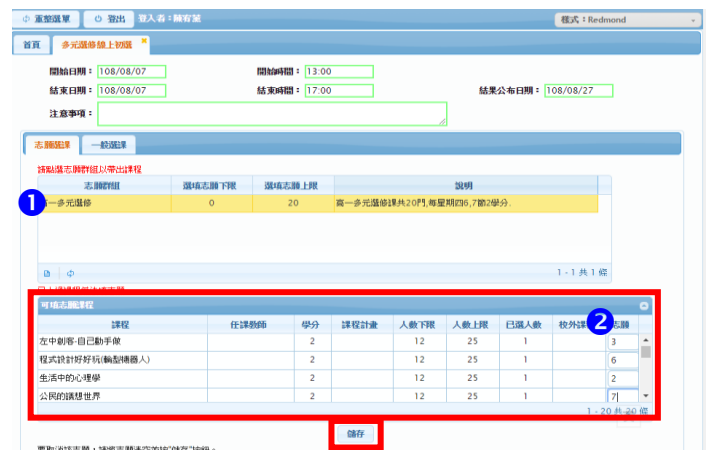 重整選單 登出 登入者：顏宥葳 樣式：Redmond
首頁 多元選修線上初選
開始日期： 108/08/07 開始時間： 13:00
結束日期： 108/08/07 結束時間： 17:00 結果公布日期： 108/08/27
注意事項：
志願選課 一般選課
請點選志願群組以帶出課程
志願群組 選填志願下限 選填志願上限 說明
1 高一多元選修 0 20 高一多元選修課共20門,每星期四6,7節2學分.
1 - 1 共 1 條
可填志願課程
課程 任課教師 學分 課程計畫 人數下限 人數上限 已選人數 校外課 2 志願
左中創客-自己動手做 2 12 25 1 3
程式設計好好玩(輪型機器人) 2 12 25 1 6
生活中的心理學 2 12 25 1 2
公民的議想世界 2 12 25 1 7
1 - 20 共 20 條
儲存